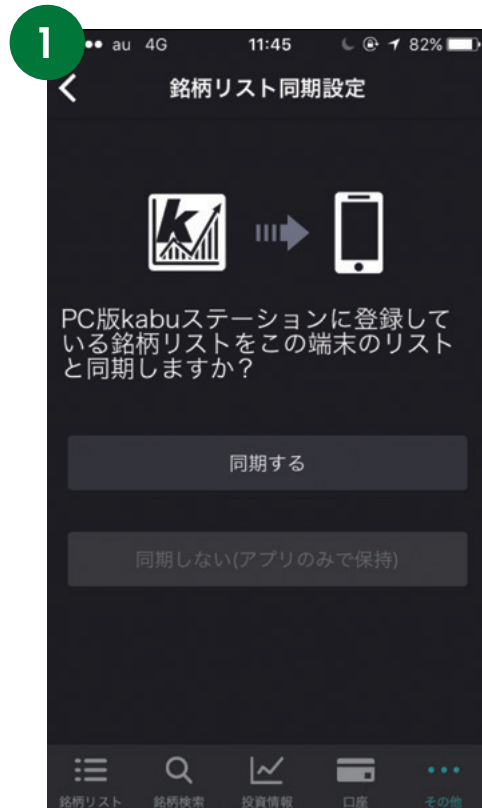 1
au 4G 11:45 82%
銘柄リスト同期設定
k
PC版kabuステーションに登録して
いる銘柄リストをこの端末のリスト
と同期しますか？
同期する
同期しない(アプリのみで保持)
銘柄リスト 銘柄検索 投資情報 口座 その他